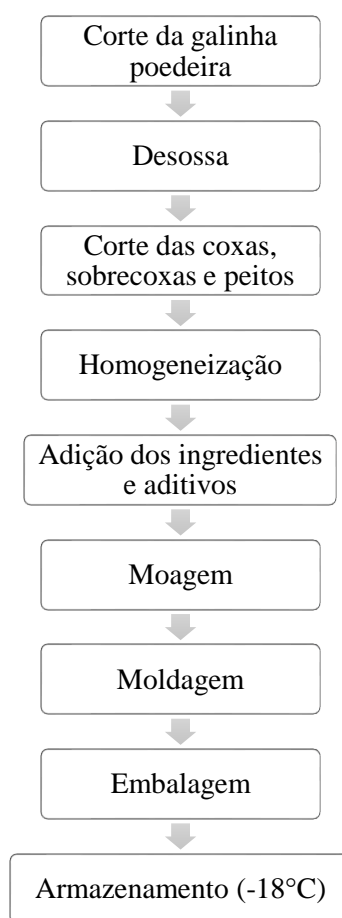 Corte da galinha
poedeira
Desossa
Corte das coxas,
sobrecoxas e peitos
Homogeneização
Adição dos ingredientes
e aditivos
Moagem
Moldagem
Embalagem
Armazenamento (-18°C)